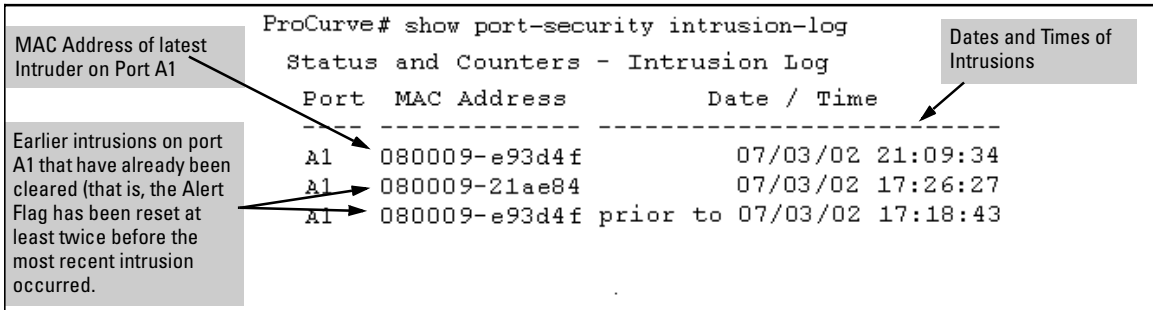 ProCurve# show port-security intrusion-log
MAC Address of latest
Intruder on Port A1
Dates and Times of
Intrusions
Status and Counters - Intrusion Log
Port MAC Address Date / Time
---- ------------- ---------------------------
Earlier intrusions on port
A1 that have already been
cleared (that is, the Alert
Flag has been reset at
least twice before the
most recent intrusion
occurred.
A1 080009-e93d4f 07/03/02 21:09:34
A1 080009-21ae84 07/03/02 17:26:27
A1 080009-e93d4f prior to 07/03/02 17:18:43